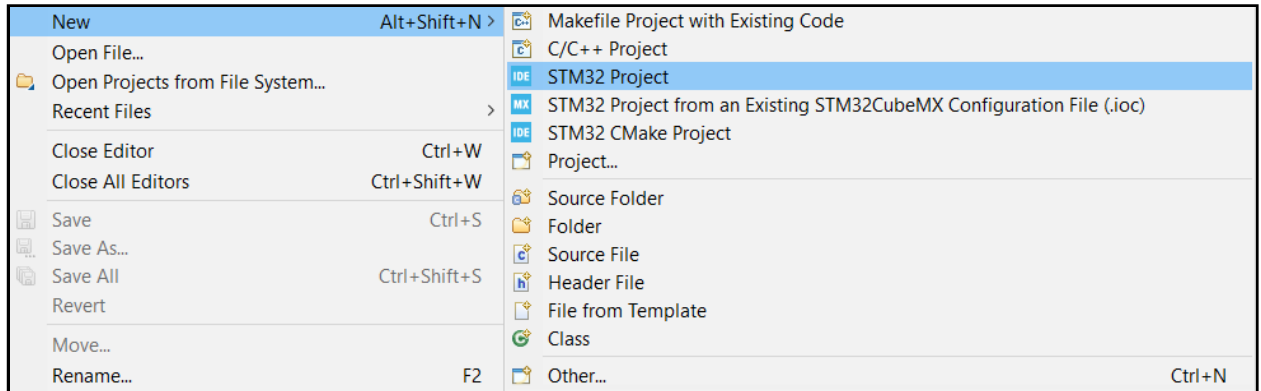 New Alt+Shift+N >
Open File...
Open Projects from File System...
Recent Files >
Close Editor Ctrl+W
Close All Editors Ctrl+Shift+W
Save Ctrl+S
Save As...
Save All Ctrl+Shift+S
Revert
Move...
Rename... F2
Makefile Project with Existing Code
C/C++ Project
IDE STM32 Project
MX STM32 Project from an Existing STM32CubeMX Configuration File (.ioc)
IDE STM32 CMake Project
Project...
Source Folder
Folder
c Source File
h Header File
File from Template
Class
Other... Ctrl+N